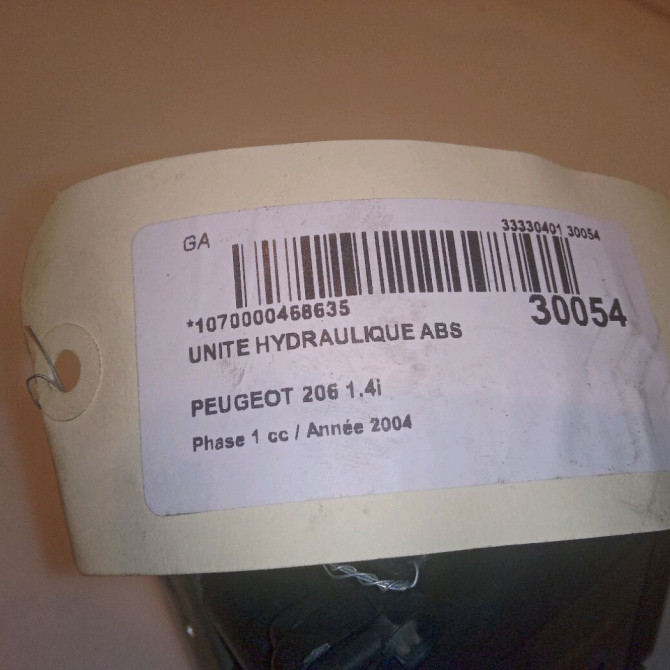 GA
33330401 30054
*1070000468635
30054
UNITE HYDRAULIQUE ABS
PEUGEOT 206 1.4i
Phase 1 cc / Année 2004